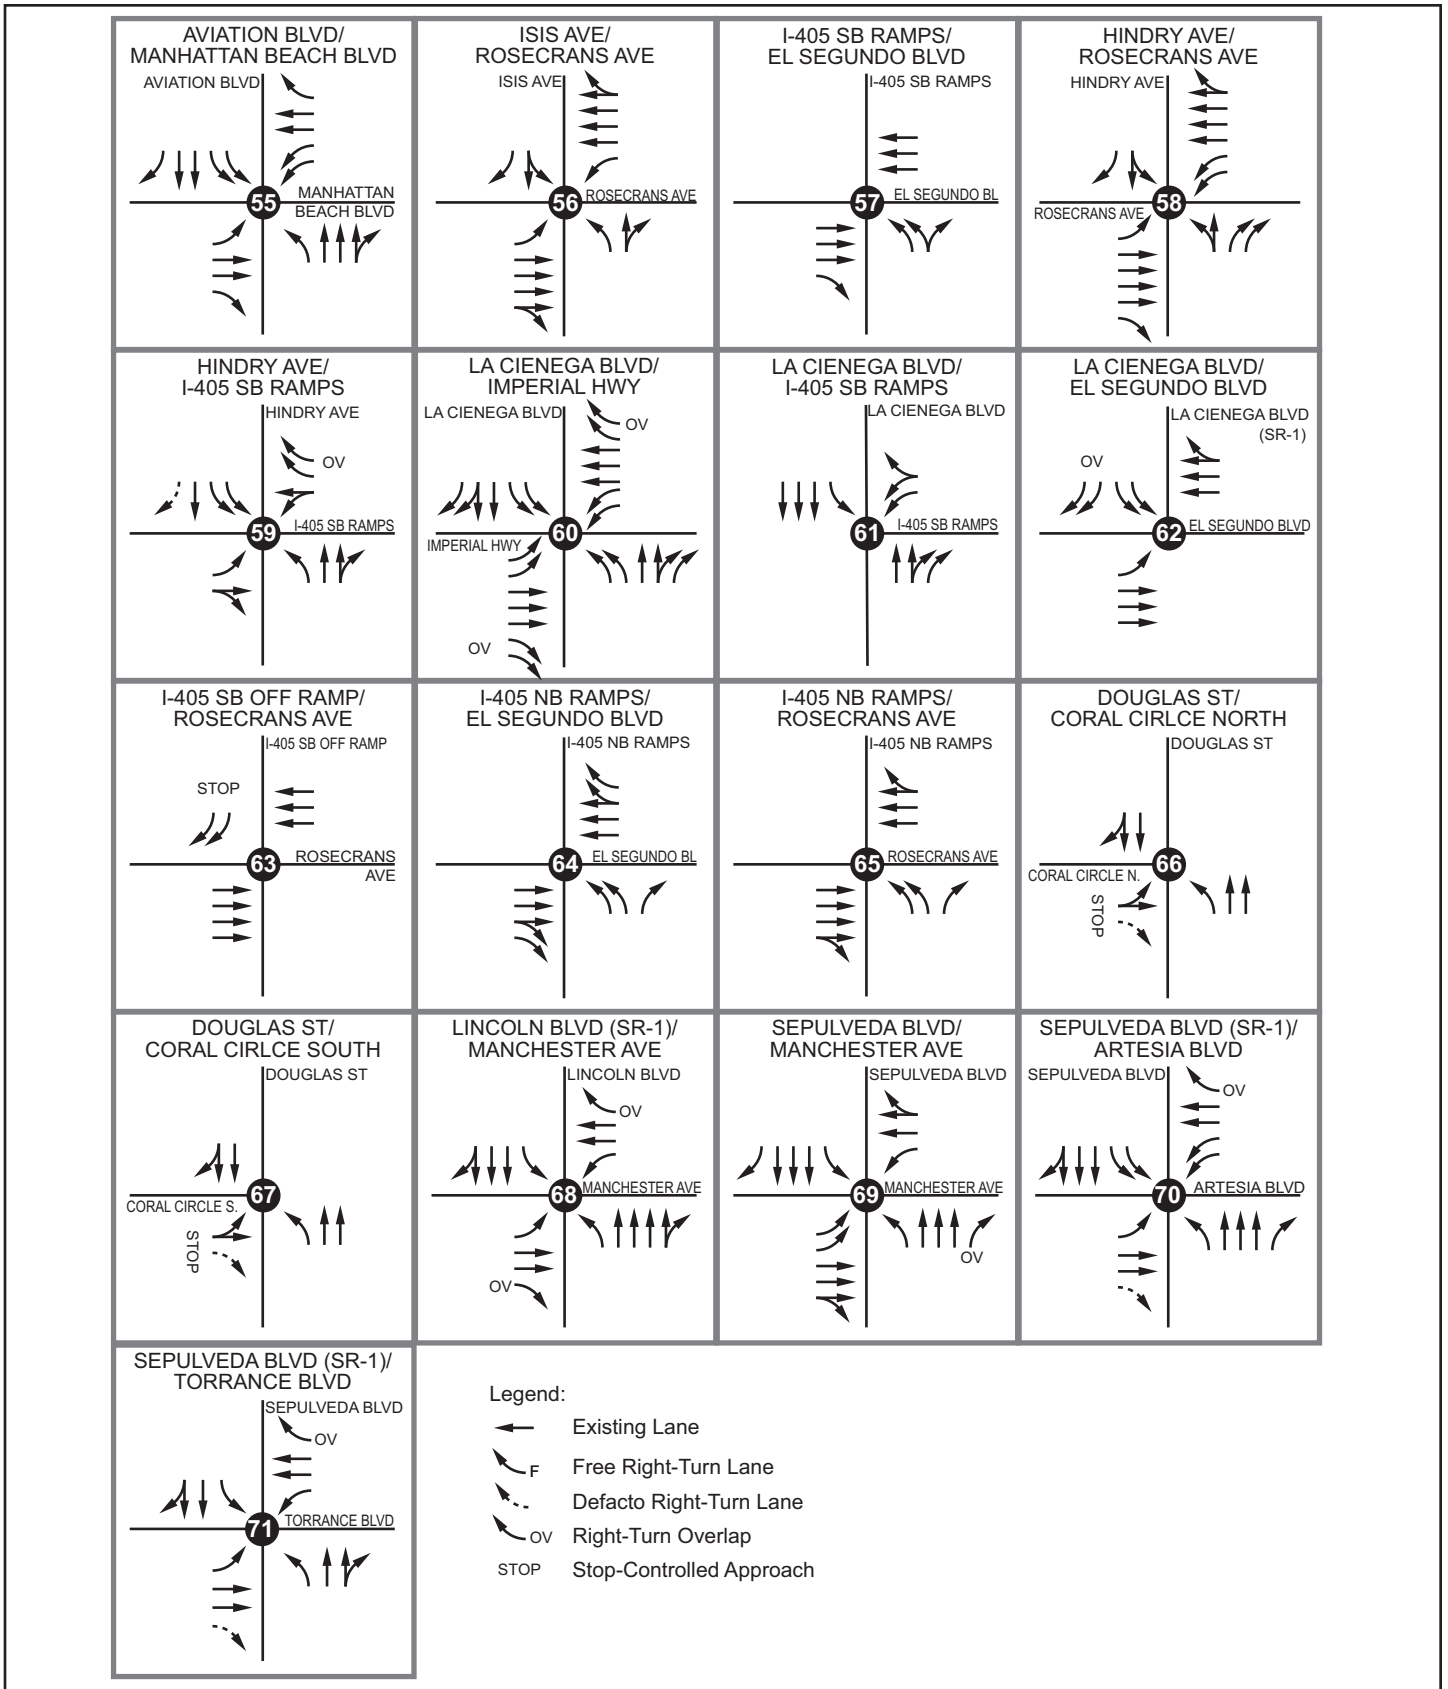 AVIATION BLVD/
MANHATTAN BEACH BLVD
AVIATION BLVD
55
MANHATTAN
BEACH BLVD
ISIS AVE/
ROSECRANS AVE
ISIS AVE
56
ROSECRANS AVE
I-405 SB RAMPS/
EL SEGUNDO BLVD
I-405 SB RAMPS
57
EL SEGUNDO BL
HINDRY AVE/
ROSECRANS AVE
HINDRY AVE
58
ROSECRANS AVE
HINDRY AVE/
I-405 SB RAMPS
HINDRY AVE
OV
59
I-405 SB RAMPS
LA CIENEGA BLVD/
IMPERIAL HWY
LA CIENEGA BLVD
OV
60
IMPERIAL HWY
OV
LA CIENEGA BLVD/
I-405 SB RAMPS
LA CIENEGA BLVD
61
I-405 SB RAMPS
LA CIENEGA BLVD/
EL SEGUNDO BLVD
LA CIENEGA BLVD
(SR-1)
OV
62
EL SEGUNDO BLVD
I-405 SB OFF RAMP/
ROSECRANS AVE
I-405 SB OFF RAMP
STOP
63
ROSECRANS
AVE
I-405 NB RAMPS/
EL SEGUNDO BLVD
I-405 NB RAMPS
64
EL SEGUNDO BL
I-405 NB RAMPS/
ROSECRANS AVE
I-405 NB RAMPS
65
ROSECRANS AVE
DOUGLAS ST/
CORAL CIRLCE NORTH
DOUGLAS ST
66
CORAL CIRCLE N.
STOP
DOUGLAS ST/
CORAL CIRLCE SOUTH
DOUGLAS ST
67
CORAL CIRCLE S.
STOP
LINCOLN BLVD (SR-1)/
MANCHESTER AVE
LINCOLN BLVD
OV
68
MANCHESTER AVE
OV
SEPULVEDA BLVD/
MANCHESTER AVE
SEPULVEDA BLVD
69
MANCHESTER AVE
OV
SEPULVEDA BLVD (SR-1)/
ARTESIA BLVD
SEPULVEDA BLVD
OV
70
ARTESIA BLVD
SEPULVEDA BLVD (SR-1)/
TORRANCE BLVD
SEPULVEDA BLVD
OV
71
TORRANCE BLVD
Legend:
Existing Lane
F Free Right-Turn Lane
Defacto Right-Turn Lane
OV Right-Turn Overlap
STOP Stop-Controlled Approach